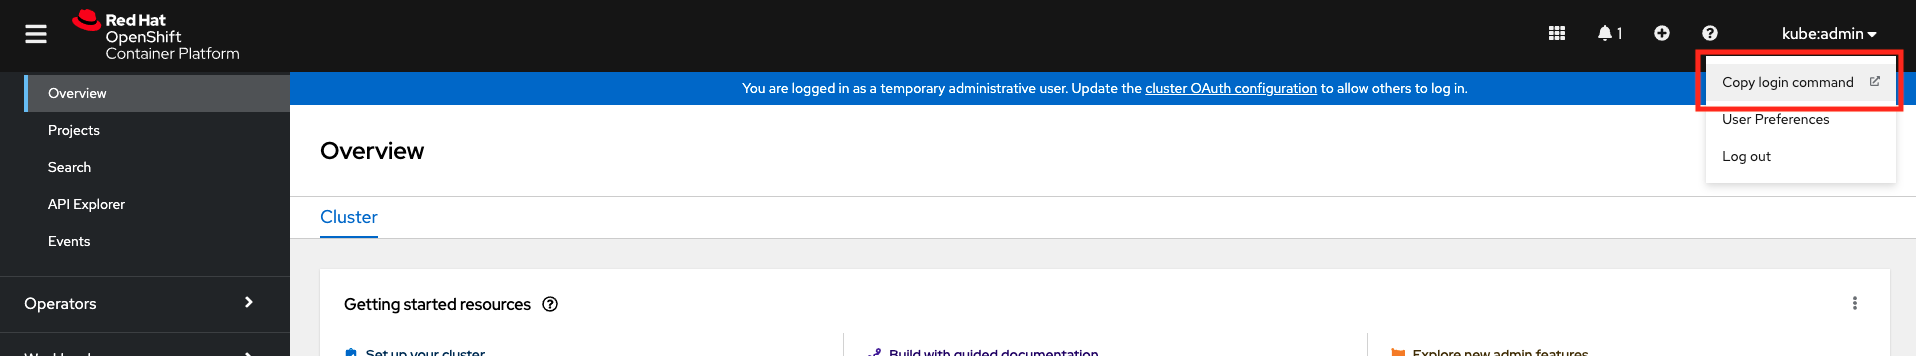 Red Hat
OpenShift
Container Platform
1
kube:admin
Copy login command
User Preferences
Log out
You are logged in as a temporary administrative user. Update the cluster OAuth configuration to allow others to log in.
Overview
Projects
Search
API Explorer
Events
Operators
Overview
Cluster
Getting started resources
Set up your cluster
Build with guided documentation
Explore new admin features